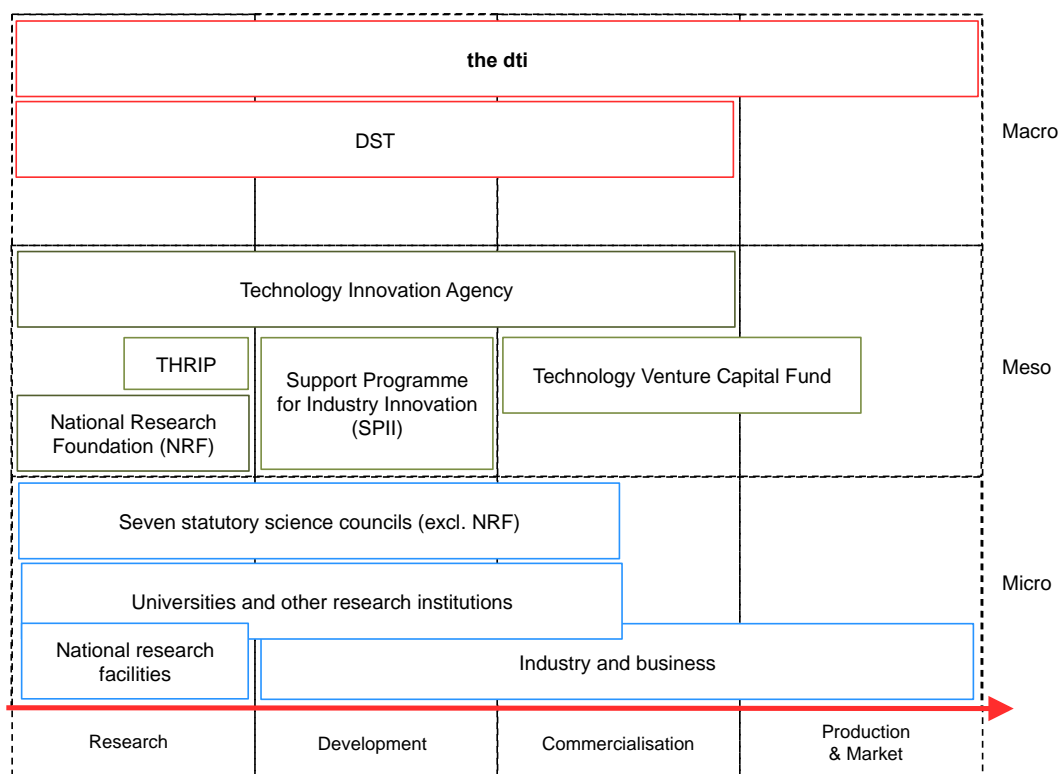 the dti
Macro
DST
Technology Innovation Agency
THRIP
Support Programme
for Industry Innovation
(SPII)
Technology Venture Capital Fund
Meso
National Research
Foundation (NRF)
Seven statutory science councils (excl. NRF)
Universities and other research institutions
Micro
National research
facilities
Industry and business
Research
Development
Commercialisation
Production
& Market